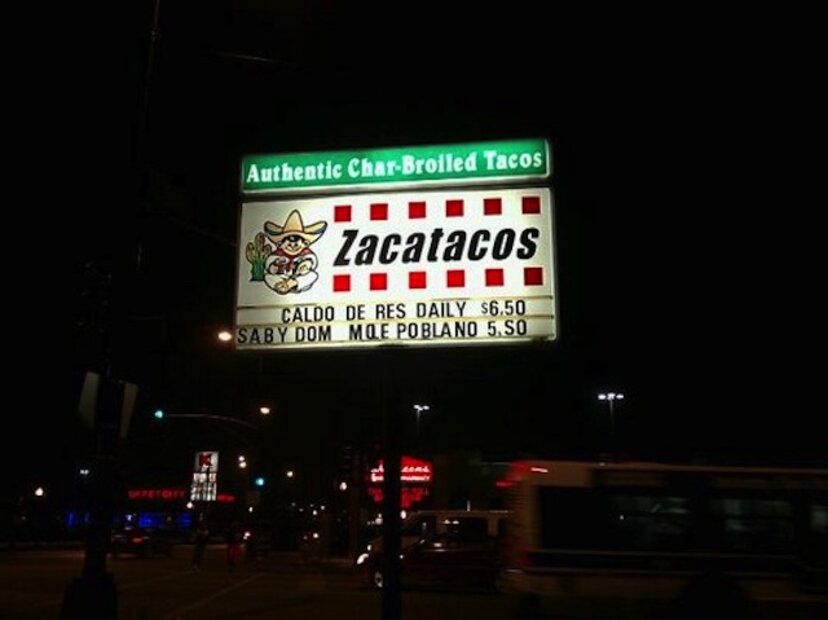 Authentic Char-Broiled Tacos
Zacatacos
CALDO DE RES DAILY $6.50
SABY DOM MOLE POBLANO 5.50
K